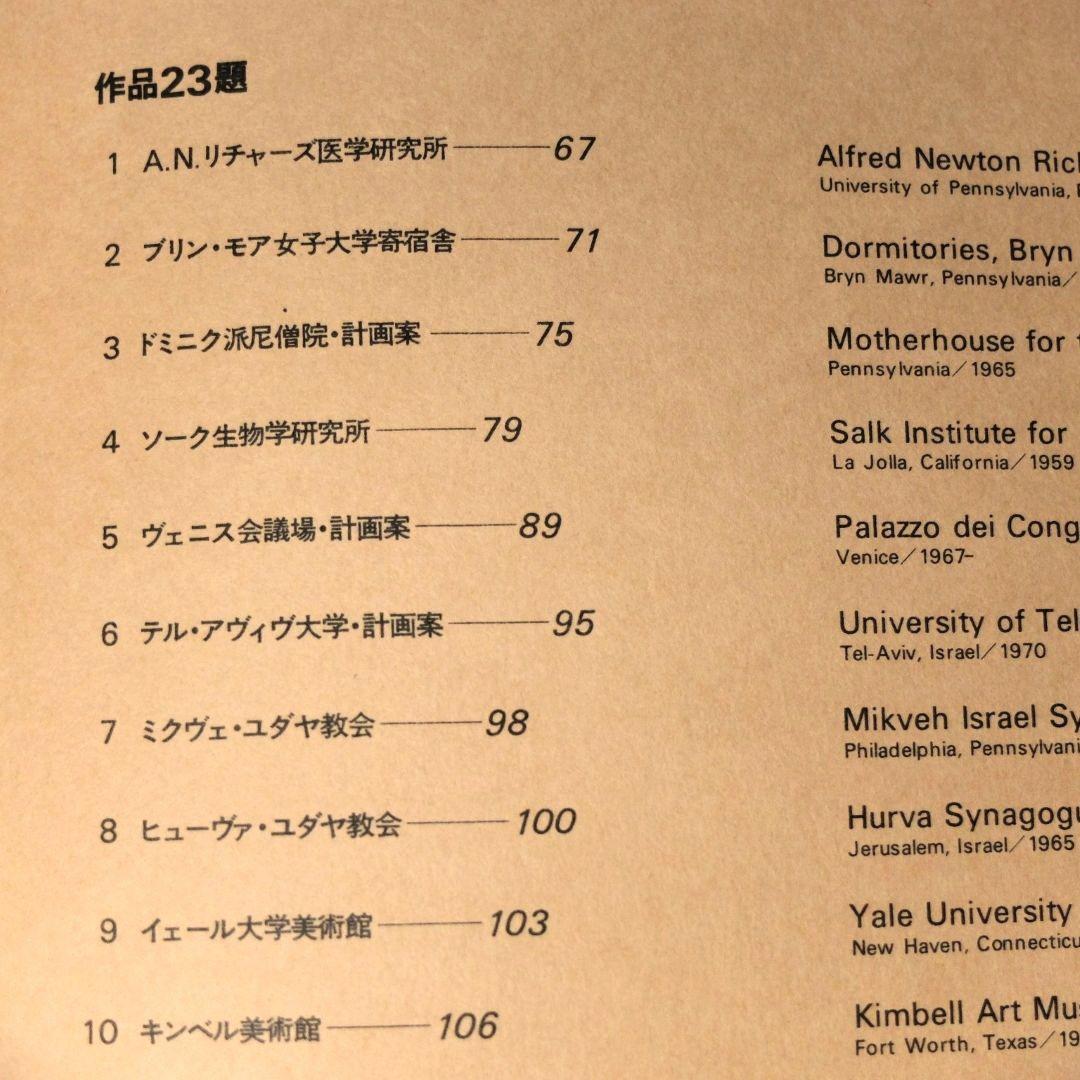 作品23題
1 A.N.リチャーズ医学研究所 67
Alfred Newton
University of Pennsylvania,
2 ブリン・モア女子大学寄宿舎 71
Dormitories, Bryn
Bryn Mawr, Pennsylvania／
3 ドミニク派尼僧院・計画案 75
Motherhouse for
Pennsylvania／1965
4 ソーク生物学研究所 79
Salk Institute for
La Jolla, California／1959
5 ヴェニス会議場・計画案 89
Palazzo dei Cong
Venice／1967–
6 テル・アヴィヴ大学・計画案 95
University of Tel
Tel-Aviv, Israel／1970
7 ミクヴェ・ユダヤ教会 98
Mikveh Israel Sy
Philadelphia, Pennsylvani
8 ヒューヴァ・ユダヤ教会 100
Hurva Synagogu
Jerusalem, Israel／1965
9 イェール大学美術館 103
Yale University
New Haven, Connecticu
10 キンベル美術館 106
Kimbell Art Mu
Fort Worth, Texas／19